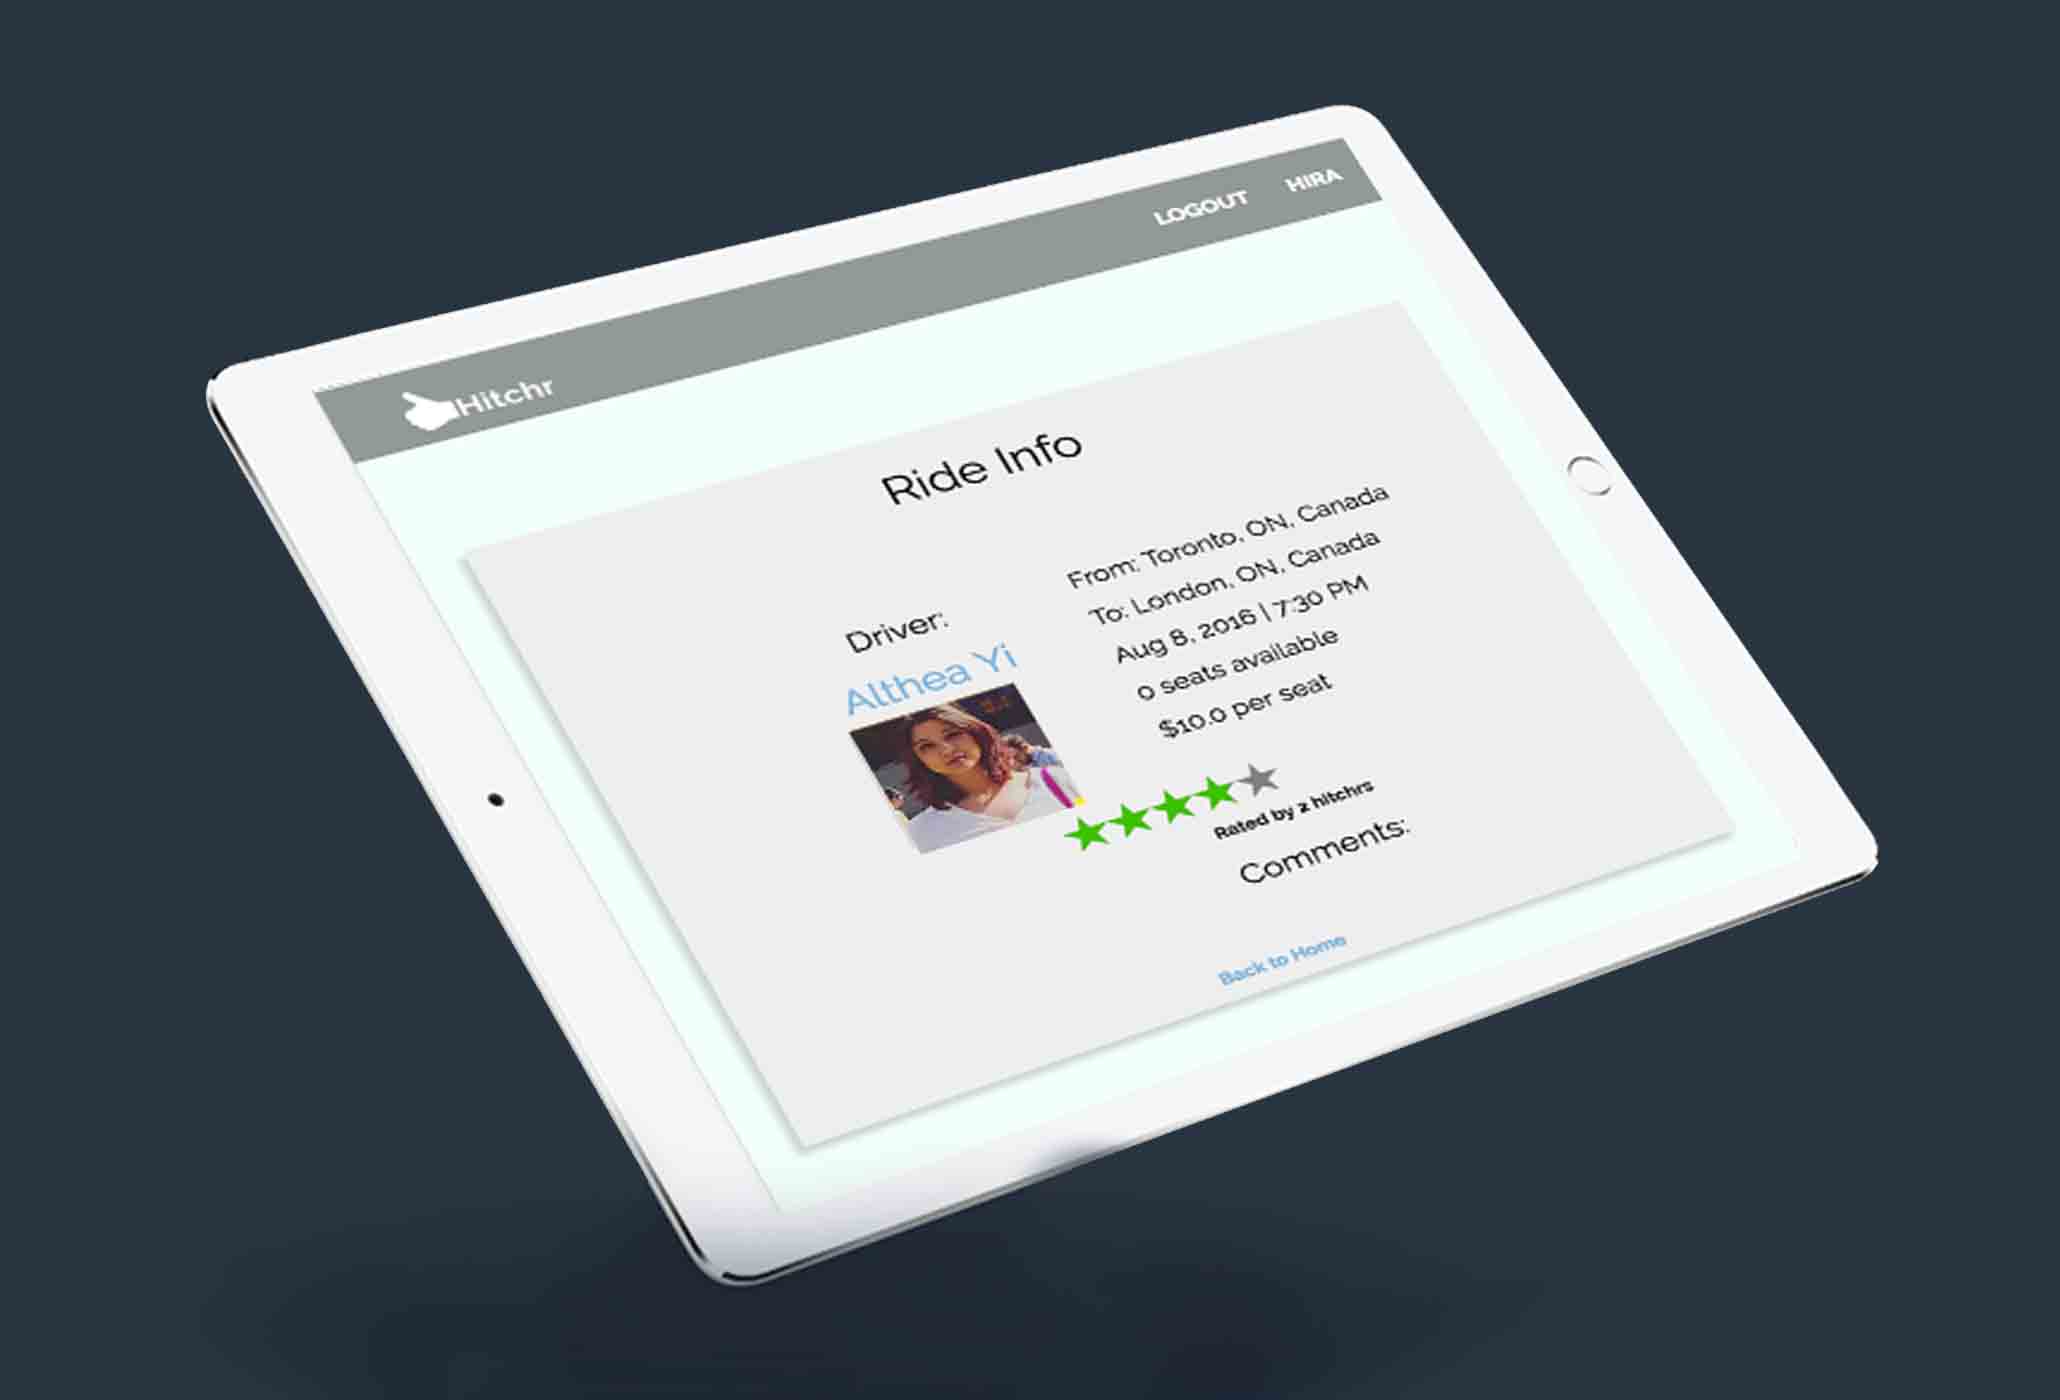 Hitchr
LOGOUT
HIRA
Ride Info
Driver:
Althea Yi
From: Toronto, ON, Canada
To: London, ON, Canada
Aug 8, 2016 | 7:30 PM
0 seats available
$10.0 per seat
Rated by 2 hitchrs
Comments:
Back to Home